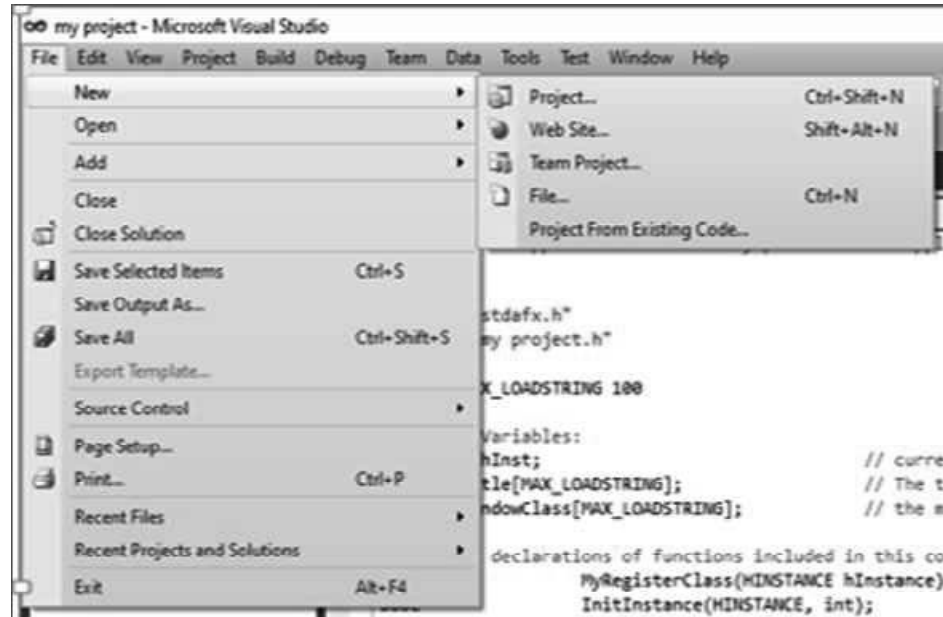 my project - Microsoft Visual Studio
File Edit View Project Build Debug Team Data Tools Test Window Help
New
Open
Add
Close
Close Solution
Save Selected Items Ctrl+S
Save Output As...
Save All Ctrl+Shift+S
Export Template...
Source Control
Page Setup...
Print... Ctrl+P
Recent Files
Recent Projects and Solutions
Exit Alt+F4
Project... Ctrl+Shift+N
Web Site... Shift+Alt+N
Team Project...
File... Ctrl+N
Project From Existing Code...
stdafx.h"
my project.h"
X_LOADSTRING 100
Variables:
hInst; // curre
tle[MAX_LOADSTRING]; // The t
ndowClass[MAX_LOADSTRING]; // the m
declarations of functions included in this co
MyRegisterClass(HINSTANCE hInstance)
InitInstance(HINSTANCE, int);